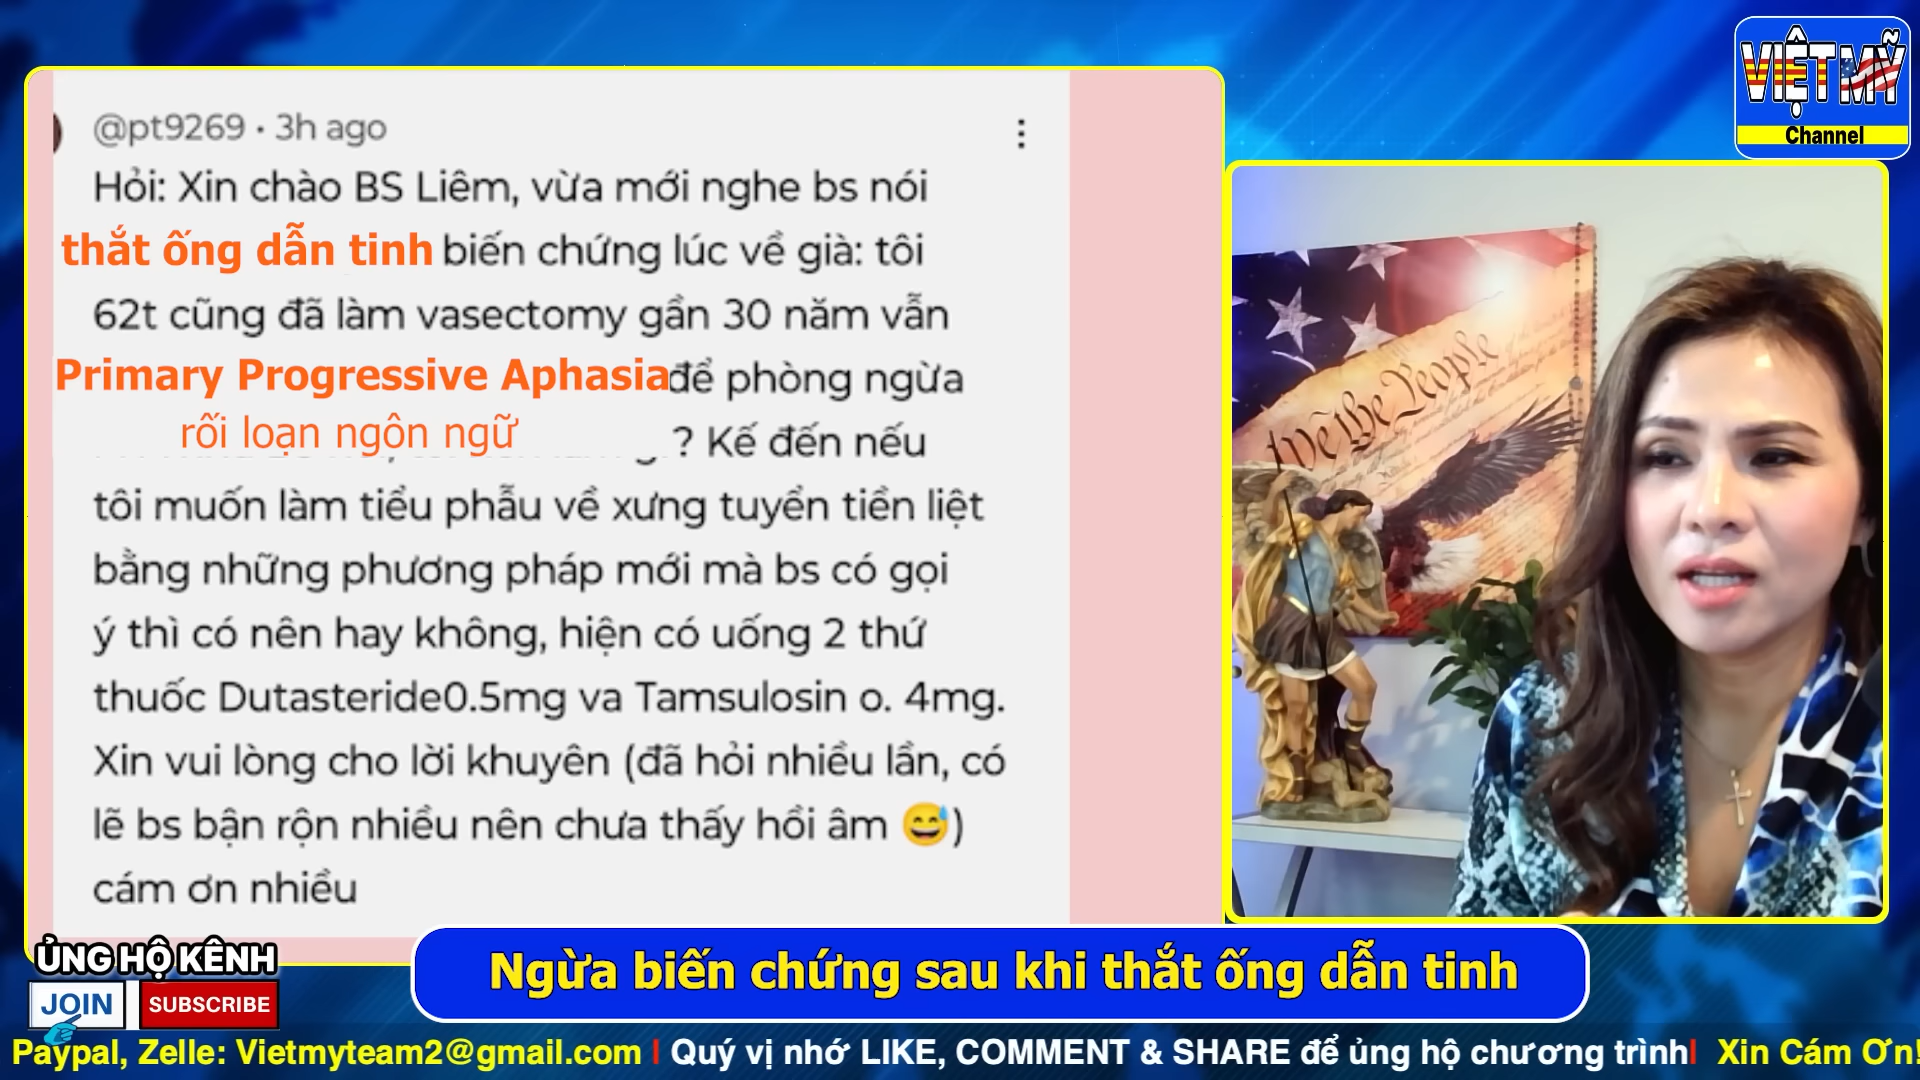 VIỆT MỸ
Channel
@pt9269 • 3h ago
Hỏi: Xin chào BS Liêm, vừa mới nghe bs nói
thắt ống dẫn tinh biến chứng lúc về già: tôi
62t cũng đã làm vasectomy gần 30 năm vẫn
Primary Progressive Aphasia để phòng ngừa
rối loạn ngôn ngữ ? Kế đến nếu
tôi muốn làm tiểu phẫu về xưng tuyển tiền liệt
bằng những phương pháp mới mà bs có gọi
ý thì có nên hay không, hiện có uống 2 thứ
thuốc Dutasteride0.5mg va Tamsulosin o. 4mg.
Xin vui lòng cho lời khuyên (đã hỏi nhiều lần, có
lẽ bs bận rộn nhiều nên chưa thấy hồi âm 😅)
cám ơn nhiều
We the People
ỦNG HỘ KÊNH
JOIN SUBSCRIBE
Ngừa biến chứng sau khi thắt ống dẫn tinh
Paypal, Zelle: Vietmyteam2@gmail.com | Quý vị nhớ LIKE, COMMENT & SHARE để ủng hộ chương trình| Xin Cám Ơn!